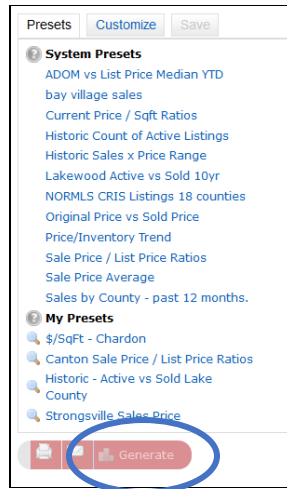 Presets Customize Save
System Presets
ADOM vs List Price Median YTD
bay village sales
Current Price / Sqft Ratios
Historic Count of Active Listings
Historic Sales x Price Range
Lakewood Active vs Sold 10yr
NORMLS CRIS Listings 18 counties
Original Price vs Sold Price
Price/Inventory Trend
Sale Price / List Price Ratios
Sale Price Average
Sales by County - past 12 months.
My Presets
$/SqFt - Chardon
Canton Sale Price / List Price Ratios
Historic - Active vs Sold Lake
County
Strongsville Sales Price
Generate